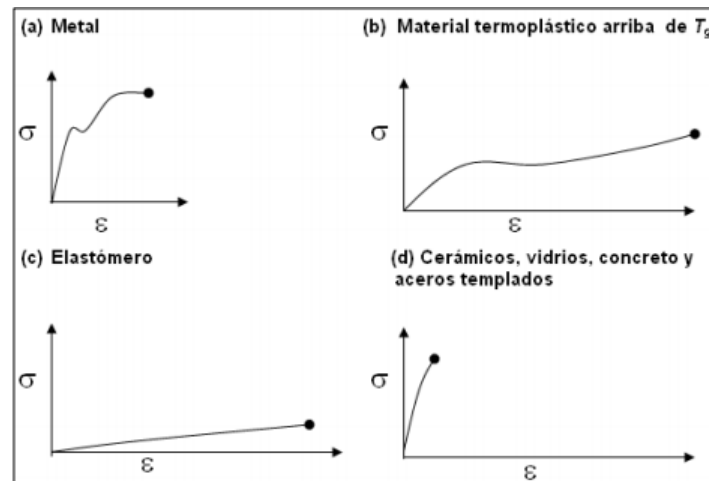 (a) Metal
σ
ε
(b) Material termoplástico arriba de Tg
σ
ε
(c) Elastómero
σ
ε
(d) Cerámicos, vidrios, concreto y
aceros templados
σ
ε